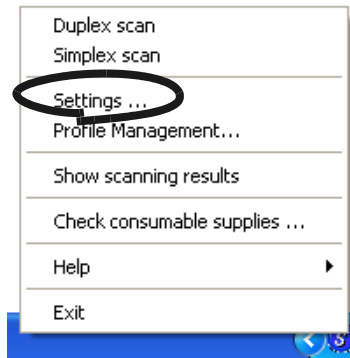 Duplex scan
Simplex scan
Settings ...
Profile Management...
Show scanning results
Check consumable supplies ...
Help
Exit
S